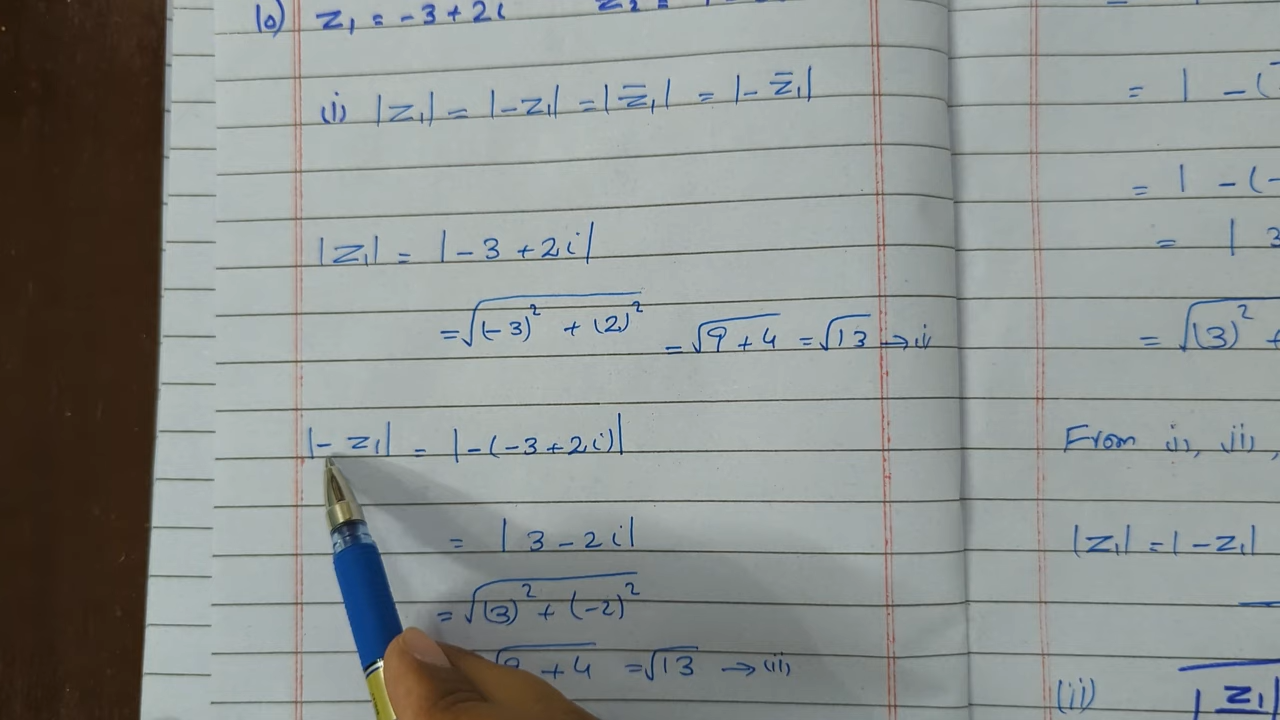 10) z₁ = -3 + 2i z₂ =
(i) |z₁| = |-z₁| = |z̄₁| = |-z̄₁|
|z₁| = |-3 + 2i|
= √((-3)² + (2)²) = √(9 + 4) = √13 → i)
|-z₁| = |-(-3 + 2i)|
= |3 - 2i|
= √((3)² + (-2)²)
√(9 + 4) = √13 → (ii)
= | - (
= | - (-
= | 3
= √((3)² +
From i), ii),
|z₁| = |-z₁|
(ii) | z₁ |